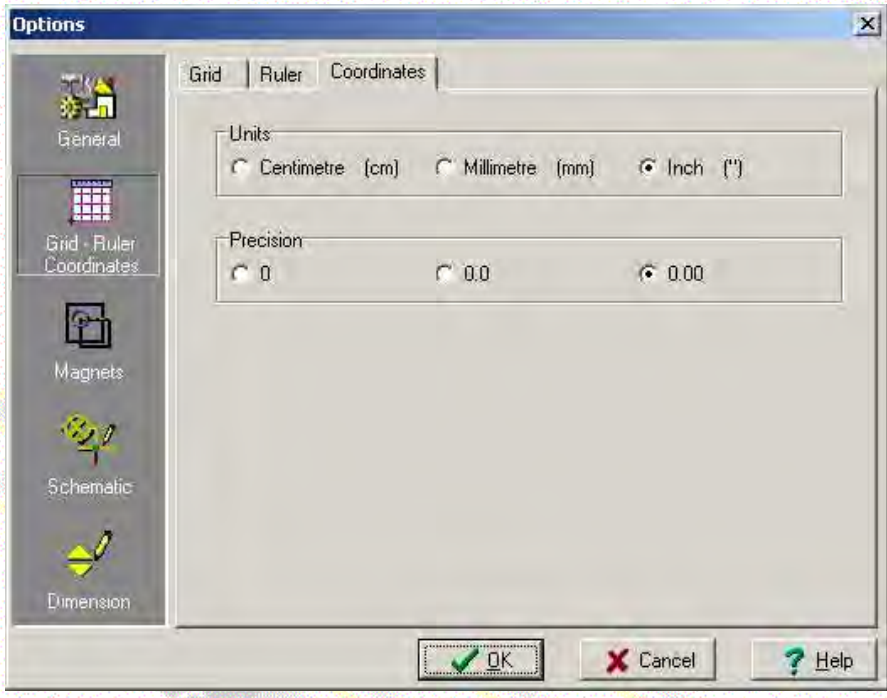 Options
General
Grid - Ruler
Coordinates
Magnets
Schematic
Dimension
Grid Ruler Coordinates
Units
Centimetre (cm) Millimetre (mm) Inch (")
Precision
0 0.0 0.00
OK Cancel Help